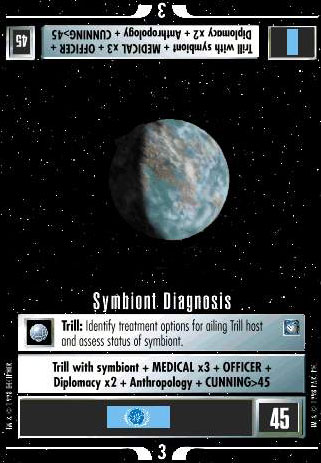 3
Trill with symbiont + MEDICAL x3 + OFFICER +
Diplomacy x2 + Anthropology + CUNNING>45
45
Symbiont Diagnosis
Trill: Identify treatment options for ailing Trill host
and assess status of symbiont.
Trill with symbiont + MEDICAL x3 + OFFICER +
Diplomacy x2 + Anthropology + CUNNING>45
45
3